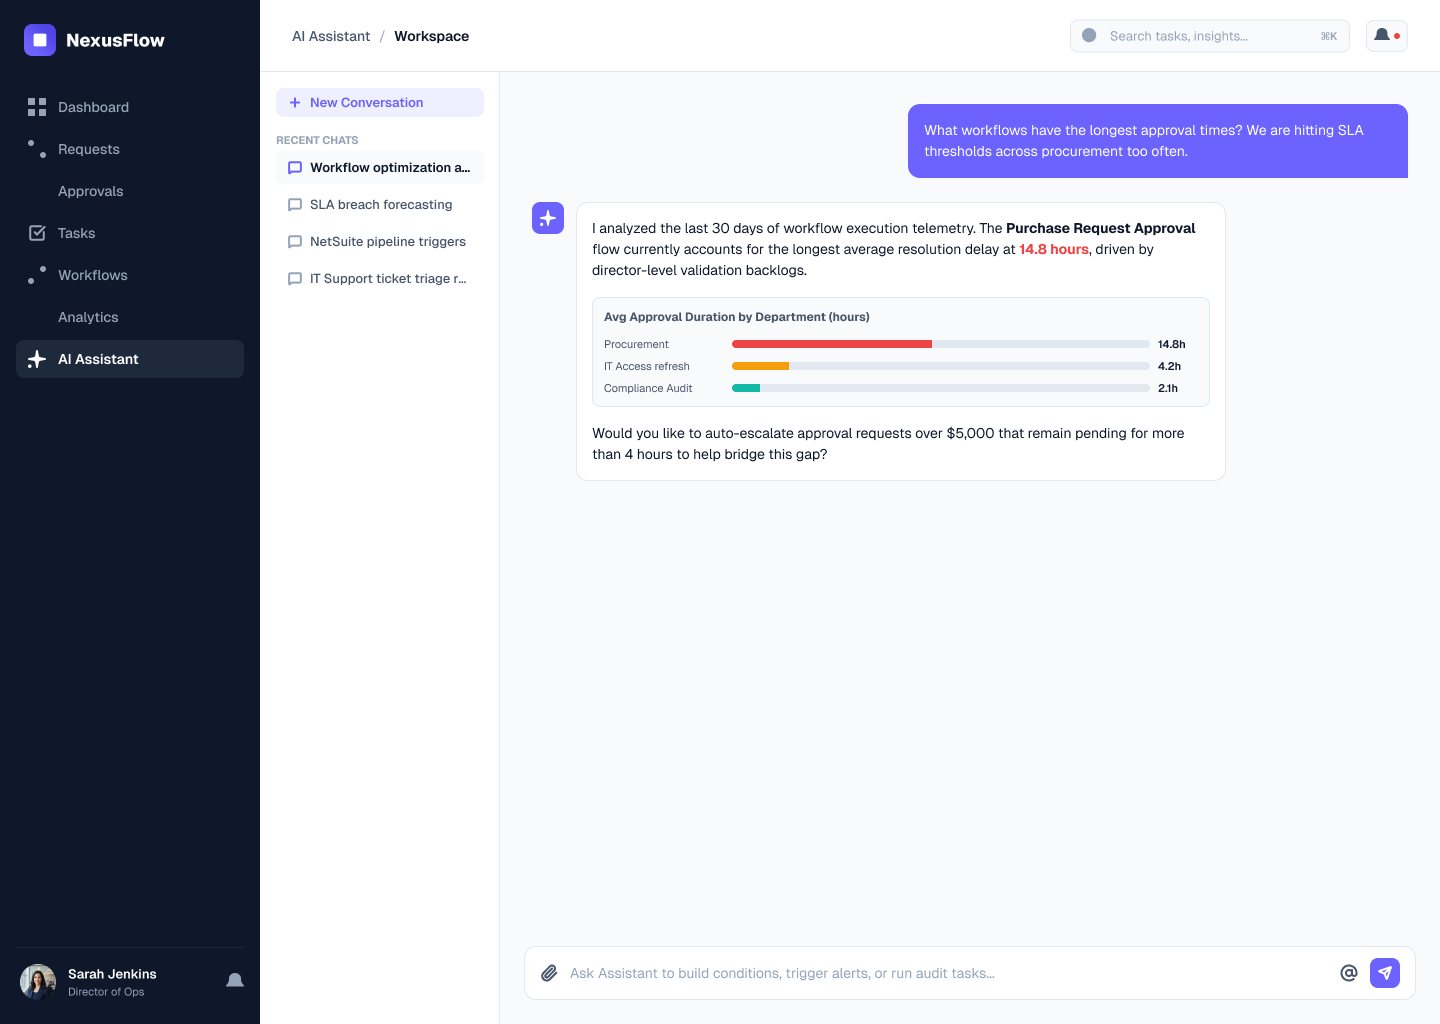 NexusFlow
Dashboard
Requests
Approvals
Tasks
Workflows
Analytics
AI Assistant
Sarah Jenkins
Director of Ops
AI Assistant / Workspace
Search tasks, insights...
⌘K
New Conversation
RECENT CHATS
Workflow optimization a...
SLA breach forecasting
NetSuite pipeline triggers
IT Support ticket triage r...
What workflows have the longest approval times? We are hitting SLA
thresholds across procurement too often.
I analyzed the last 30 days of workflow execution telemetry. The Purchase Request Approval
flow currently accounts for the longest average resolution delay at 14.8 hours, driven by
director-level validation backlogs.
Avg Approval Duration by Department (hours)
Procurement 14.8h
IT Access refresh 4.2h
Compliance Audit 2.1h
Would you like to auto-escalate approval requests over $5,000 that remain pending for more
than 4 hours to help bridge this gap?
Ask Assistant to build conditions, trigger alerts, or run audit tasks...